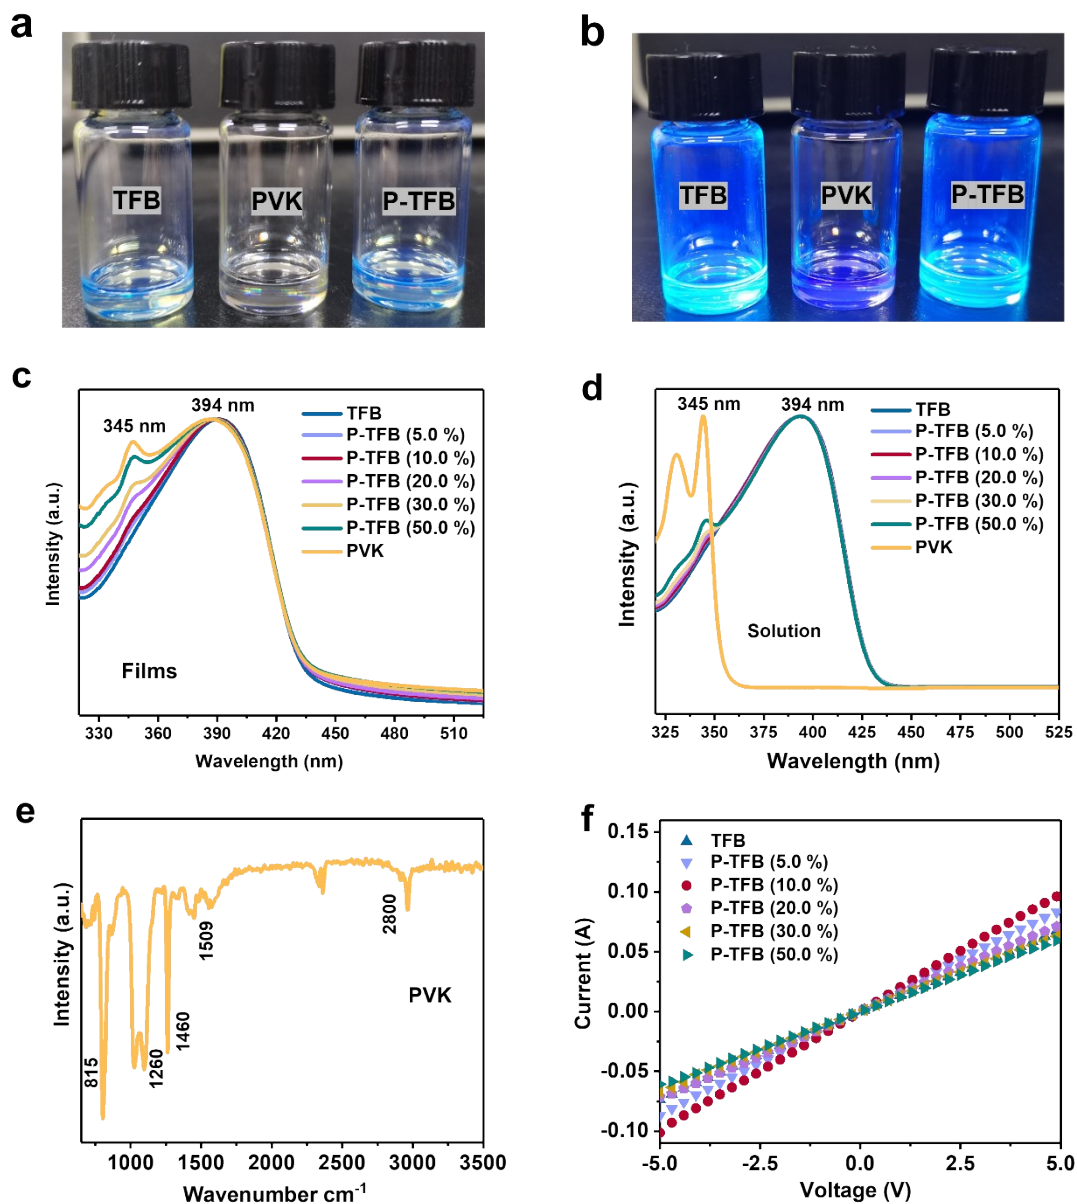 a
TFB
PVK
P-TFB
b
TFB
PVK
P-TFB
c
394 nm
345 nm
TFB
P-TFB (5.0 %)
P-TFB (10.0 %)
P-TFB (20.0 %)
P-TFB (30.0 %)
P-TFB (50.0 %)
PVK
Films
Intensity (a.u.)
330 360 390 420 450 480 510
Wavelength (nm)
d
345 nm
394 nm
TFB
P-TFB (5.0 %)
P-TFB (10.0 %)
P-TFB (20.0 %)
P-TFB (30.0 %)
P-TFB (50.0 %)
PVK
Solution
Intensity (a.u.)
325 350 375 400 425 450 475 500 525
Wavelength (nm)
e
Intensity (a.u.)
815
1260
1460
1509
2800
PVK
1000 1500 2000 2500 3000 3500
Wavenumber cm⁻¹
f
TFB
P-TFB (5.0 %)
P-TFB (10.0 %)
P-TFB (20.0 %)
P-TFB (30.0 %)
P-TFB (50.0 %)
Current (A)
0.15
0.10
0.05
0.00
-0.05
-0.10
-5.0 -2.5 0.0 2.5 5.0
Voltage (V)